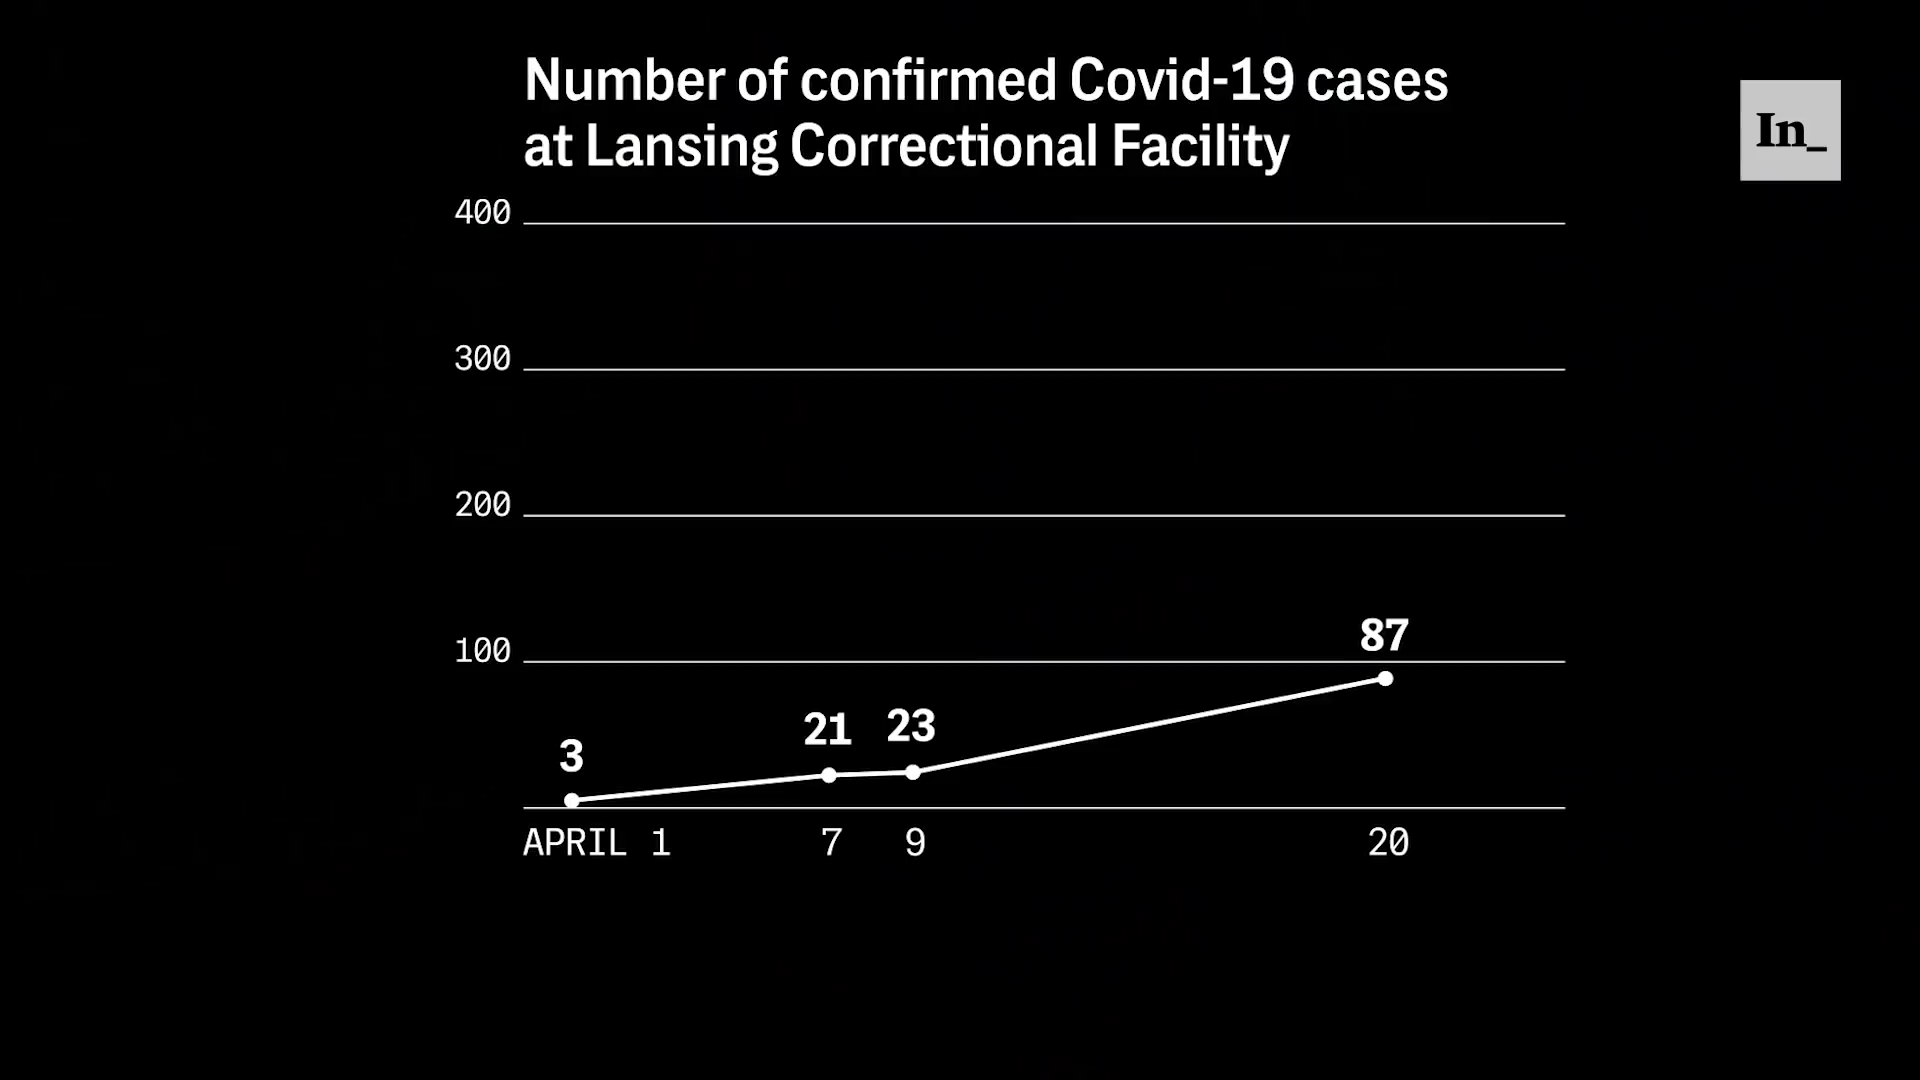 Number of confirmed Covid-19 cases
at Lansing Correctional Facility
In_
400
300
200
100
87
21 23
3
APRIL 1 7 9 20